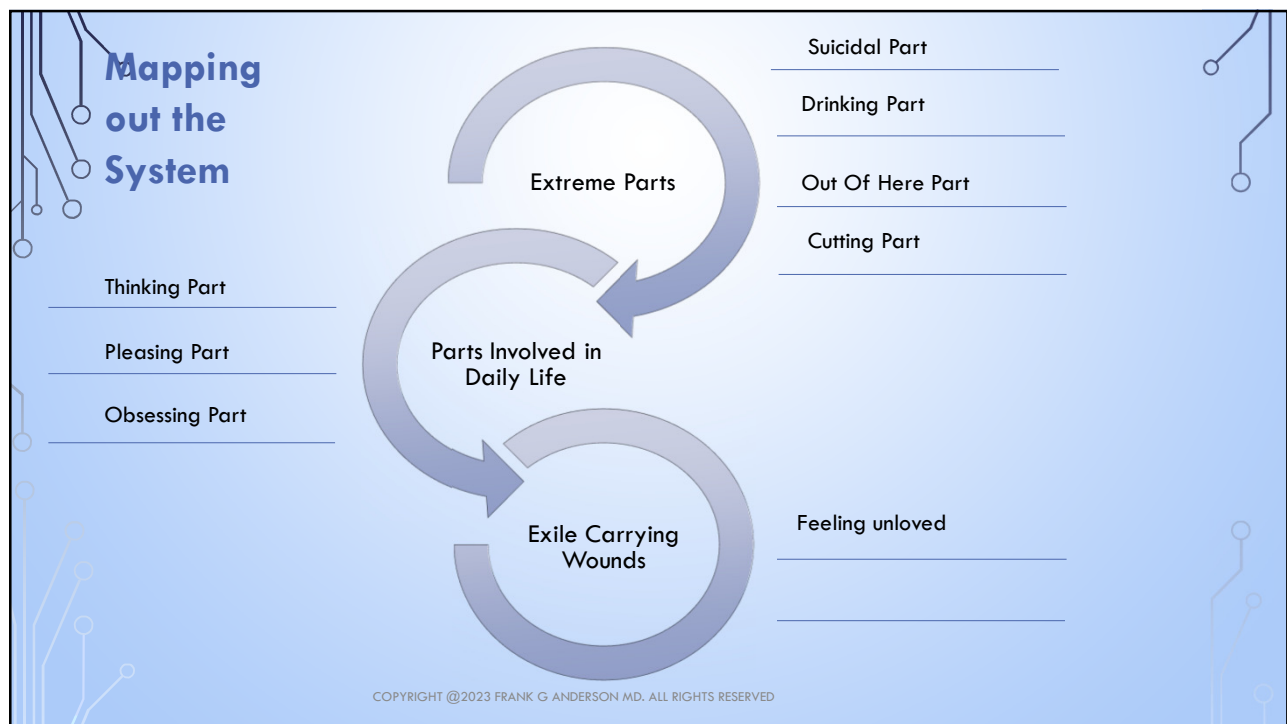 Mapping
out the
System
Suicidal Part
Drinking Part
Extreme Parts
Out Of Here Part
Cutting Part
Thinking Part
Pleasing Part
Obsessing Part
Parts Involved in
Daily Life
Exile Carrying
Wounds
Feeling unloved
COPYRIGHT @2023 FRANK G ANDERSON MD. ALL RIGHTS RESERVED